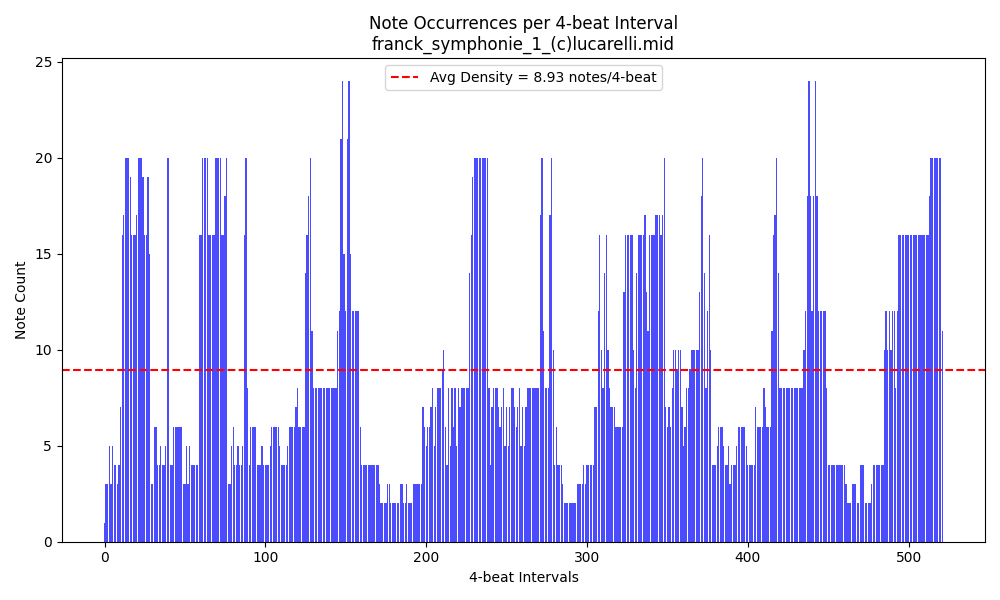 Note Occurrences per 4-beat Interval
franck_symphonie_1_(c)lucarelli.mid
Avg Density = 8.93 notes/4-beat
25
20
15
10
5
0
Note Count
0 100 200 300 400 500
4-beat Intervals